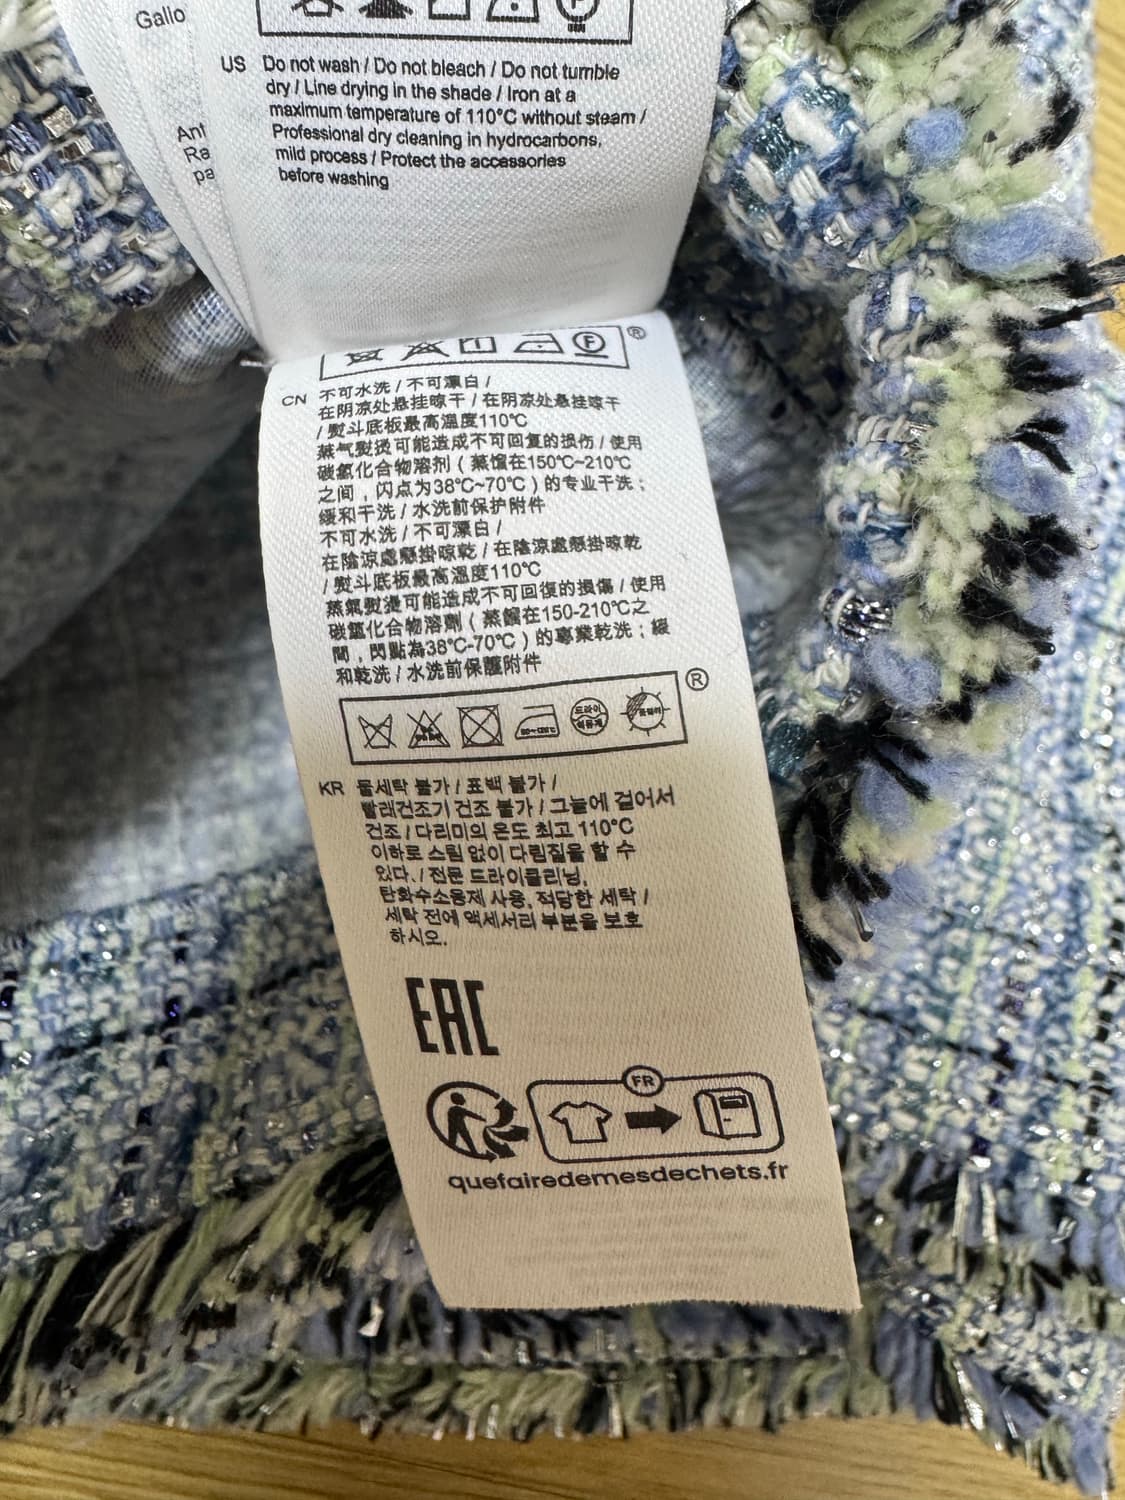 Gallo
Ant
Ra
pa
US Do not wash / Do not bleach / Do not tumble
dry / Line drying in the shade / Iron at a
maximum temperature of 110°C without steam /
Professional dry cleaning in hydrocarbons,
mild process / Protect the accessories
before washing
F ®
CN 不可水洗 / 不可漂白 /
在阴凉处悬挂晾干 / 在阴凉处悬挂晾干
/ 熨斗底板最高溫度110℃
蒸气熨烫可能造成不可回复的损伤 / 使用
碳氫化合物溶剂 ( 蒸馏在150℃~210℃
之间 , 闪点为38℃~70℃ ) 的专业干洗 ;
緩和干洗 / 水洗前保护附件
不可水洗 / 不可漂白 /
在陰涼處懸掛晾乾 / 在陰涼處懸掛晾乾
/ 熨斗底板最高溫度110℃
蒸氣熨燙可能造成不可回復的損傷 / 使用
碳氫化合物溶劑 ( 蒸餾在150-210℃之
間 , 閃點為38℃-70℃ ) 的專業乾洗 ; 緩
和乾洗 / 水洗前保護附件
드라이 ®
KR 물세탁 불가 / 표백 불가 /
빨래건조기 건조 불가 / 그늘에 걸어서
건조 / 다리미의 온도 최고 110°C
이하로 스팀 없이 다림질을 할 수
있다. / 전문 드라이클리닝,
탄화수소용제 사용, 적당한 세탁 /
세탁 전에 액세서리 부분을 보호
하시오.
EAC
FR
quefairedemesdechets.fr